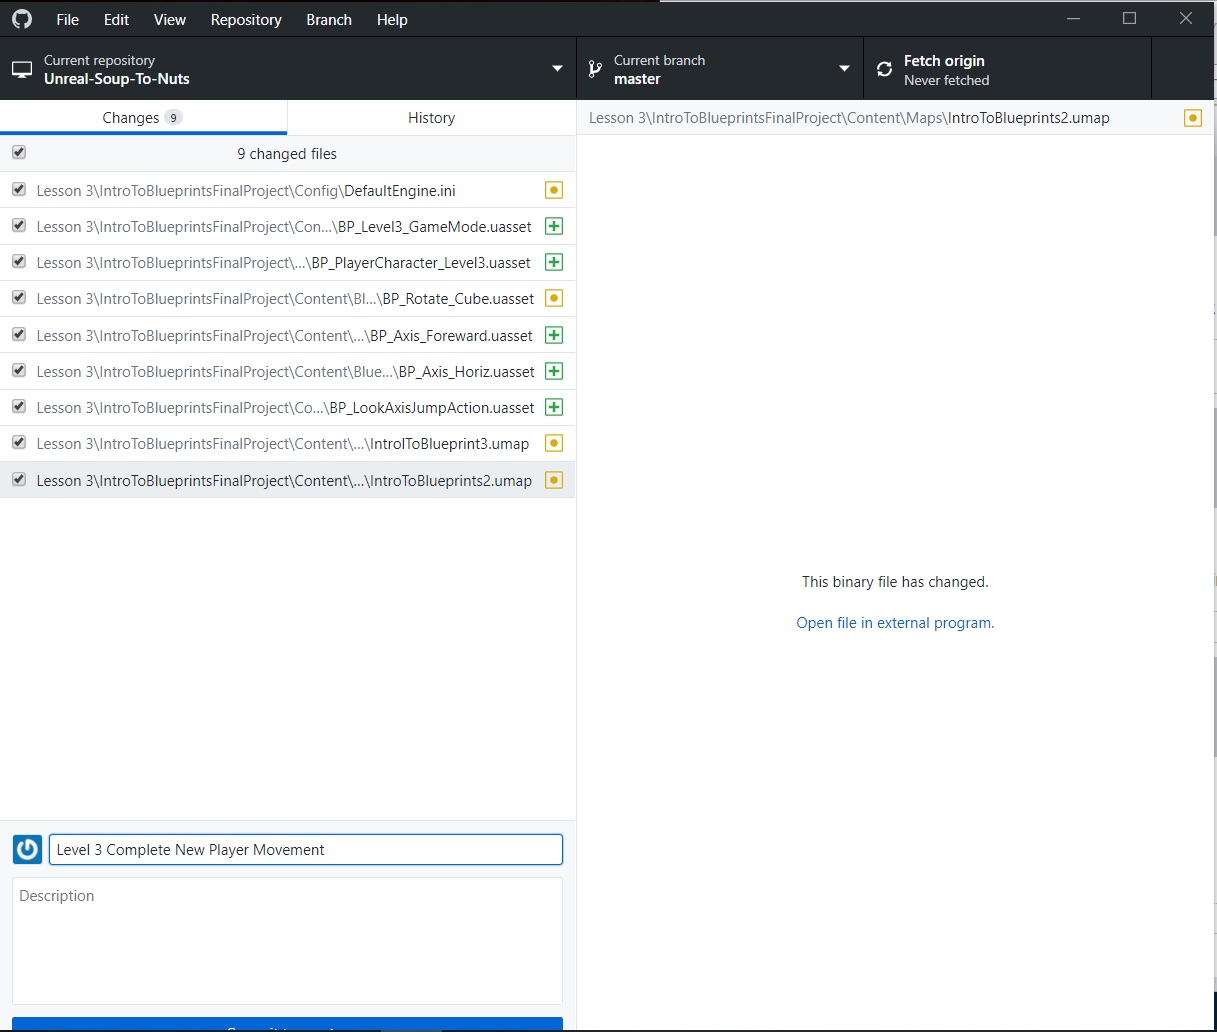 File Edit View Repository Branch Help
Current repository
Unreal-Soup-To-Nuts
Current branch
master
Fetch origin
Never fetched
Changes 9
History
Lesson 3\IntroToBlueprintsFinalProject\Content\Maps\IntroToBlueprints2.umap
9 changed files
Lesson 3\IntroToBlueprintsFinalProject\Config\DefaultEngine.ini
Lesson 3\IntroToBlueprintsFinalProject\Con...\BP_Level3_GameMode.uasset
Lesson 3\IntroToBlueprintsFinalProject\...\BP_PlayerCharacter_Level3.uasset
Lesson 3\IntroToBlueprintsFinalProject\Content\Bl...\BP_Rotate_Cube.uasset
Lesson 3\IntroToBlueprintsFinalProject\Content\...\BP_Axis_Foreward.uasset
Lesson 3\IntroToBlueprintsFinalProject\Content\Blue...\BP_Axis_Horiz.uasset
Lesson 3\IntroToBlueprintsFinalProject\Co...\BP_LookAxisJumpAction.uasset
Lesson 3\IntroToBlueprintsFinalProject\Content\...\IntroIToBlueprint3.umap
Lesson 3\IntroToBlueprintsFinalProject\Content\...\IntroToBlueprints2.umap
This binary file has changed.
Open file in external program.
Level 3 Complete New Player Movement
Description